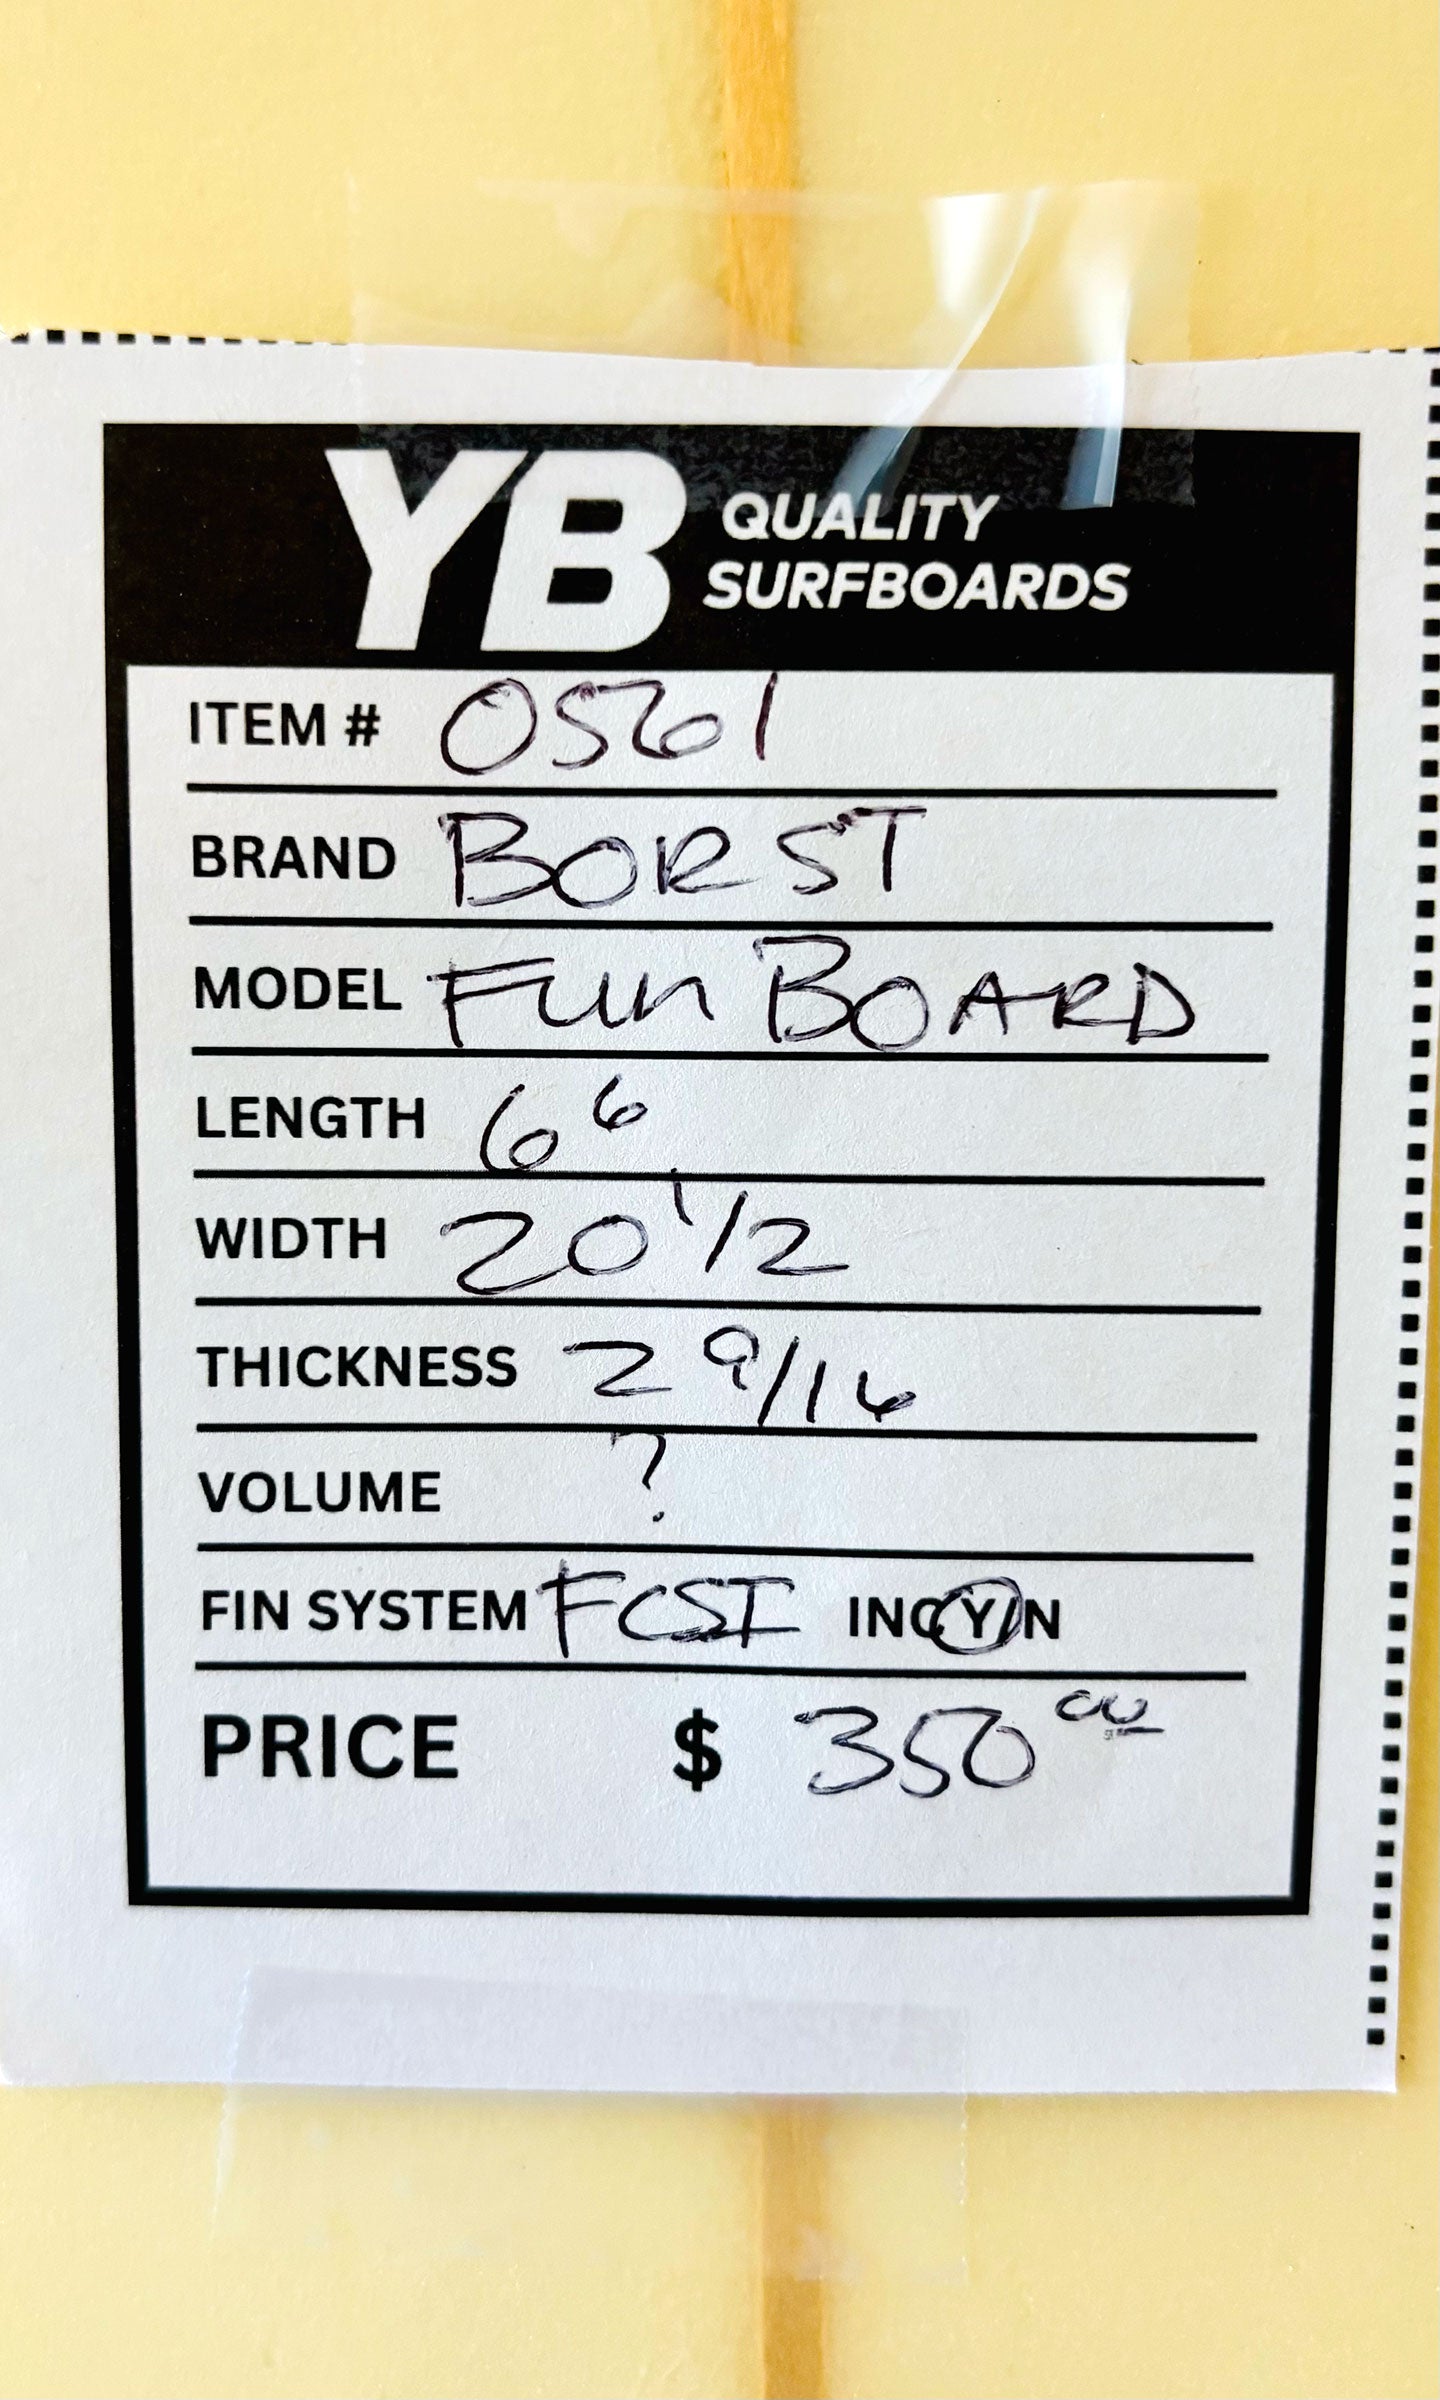 YB QUALITY
SURFBOARDS
ITEM # 0561
BRAND BORST
MODEL Fun BOARD
LENGTH 6 6
WIDTH 20 1/2
THICKNESS 2 9/16
VOLUME ?
FIN SYSTEM FCSI INC Y/N
PRICE $ 350 00